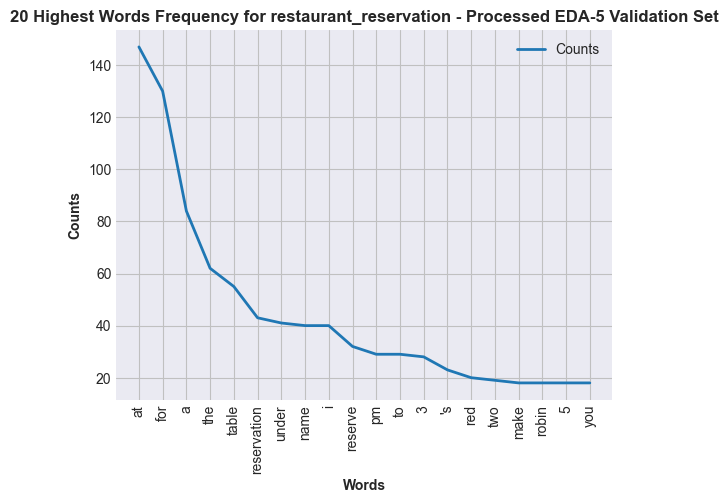 20 Highest Words Frequency for restaurant_reservation - Processed EDA-5 Validation Set
Counts
Counts
140
120
100
80
60
40
20
at
for
a
the
table
reservation
under
name
i
reserve
pm
to
3
's
red
two
make
robin
5
you
Words